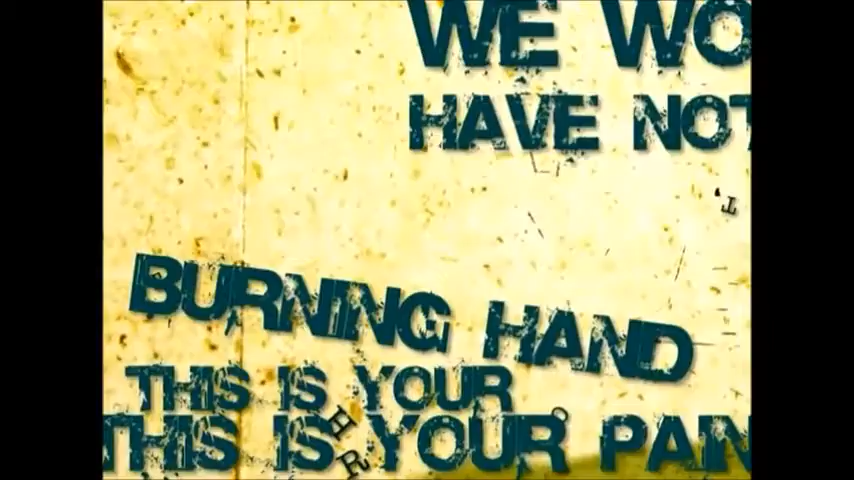 WE WO
HAVE NOT
T
BURNING HAND
THIS IS YOUR
H
O
THIS IS YOUR PAIN
R